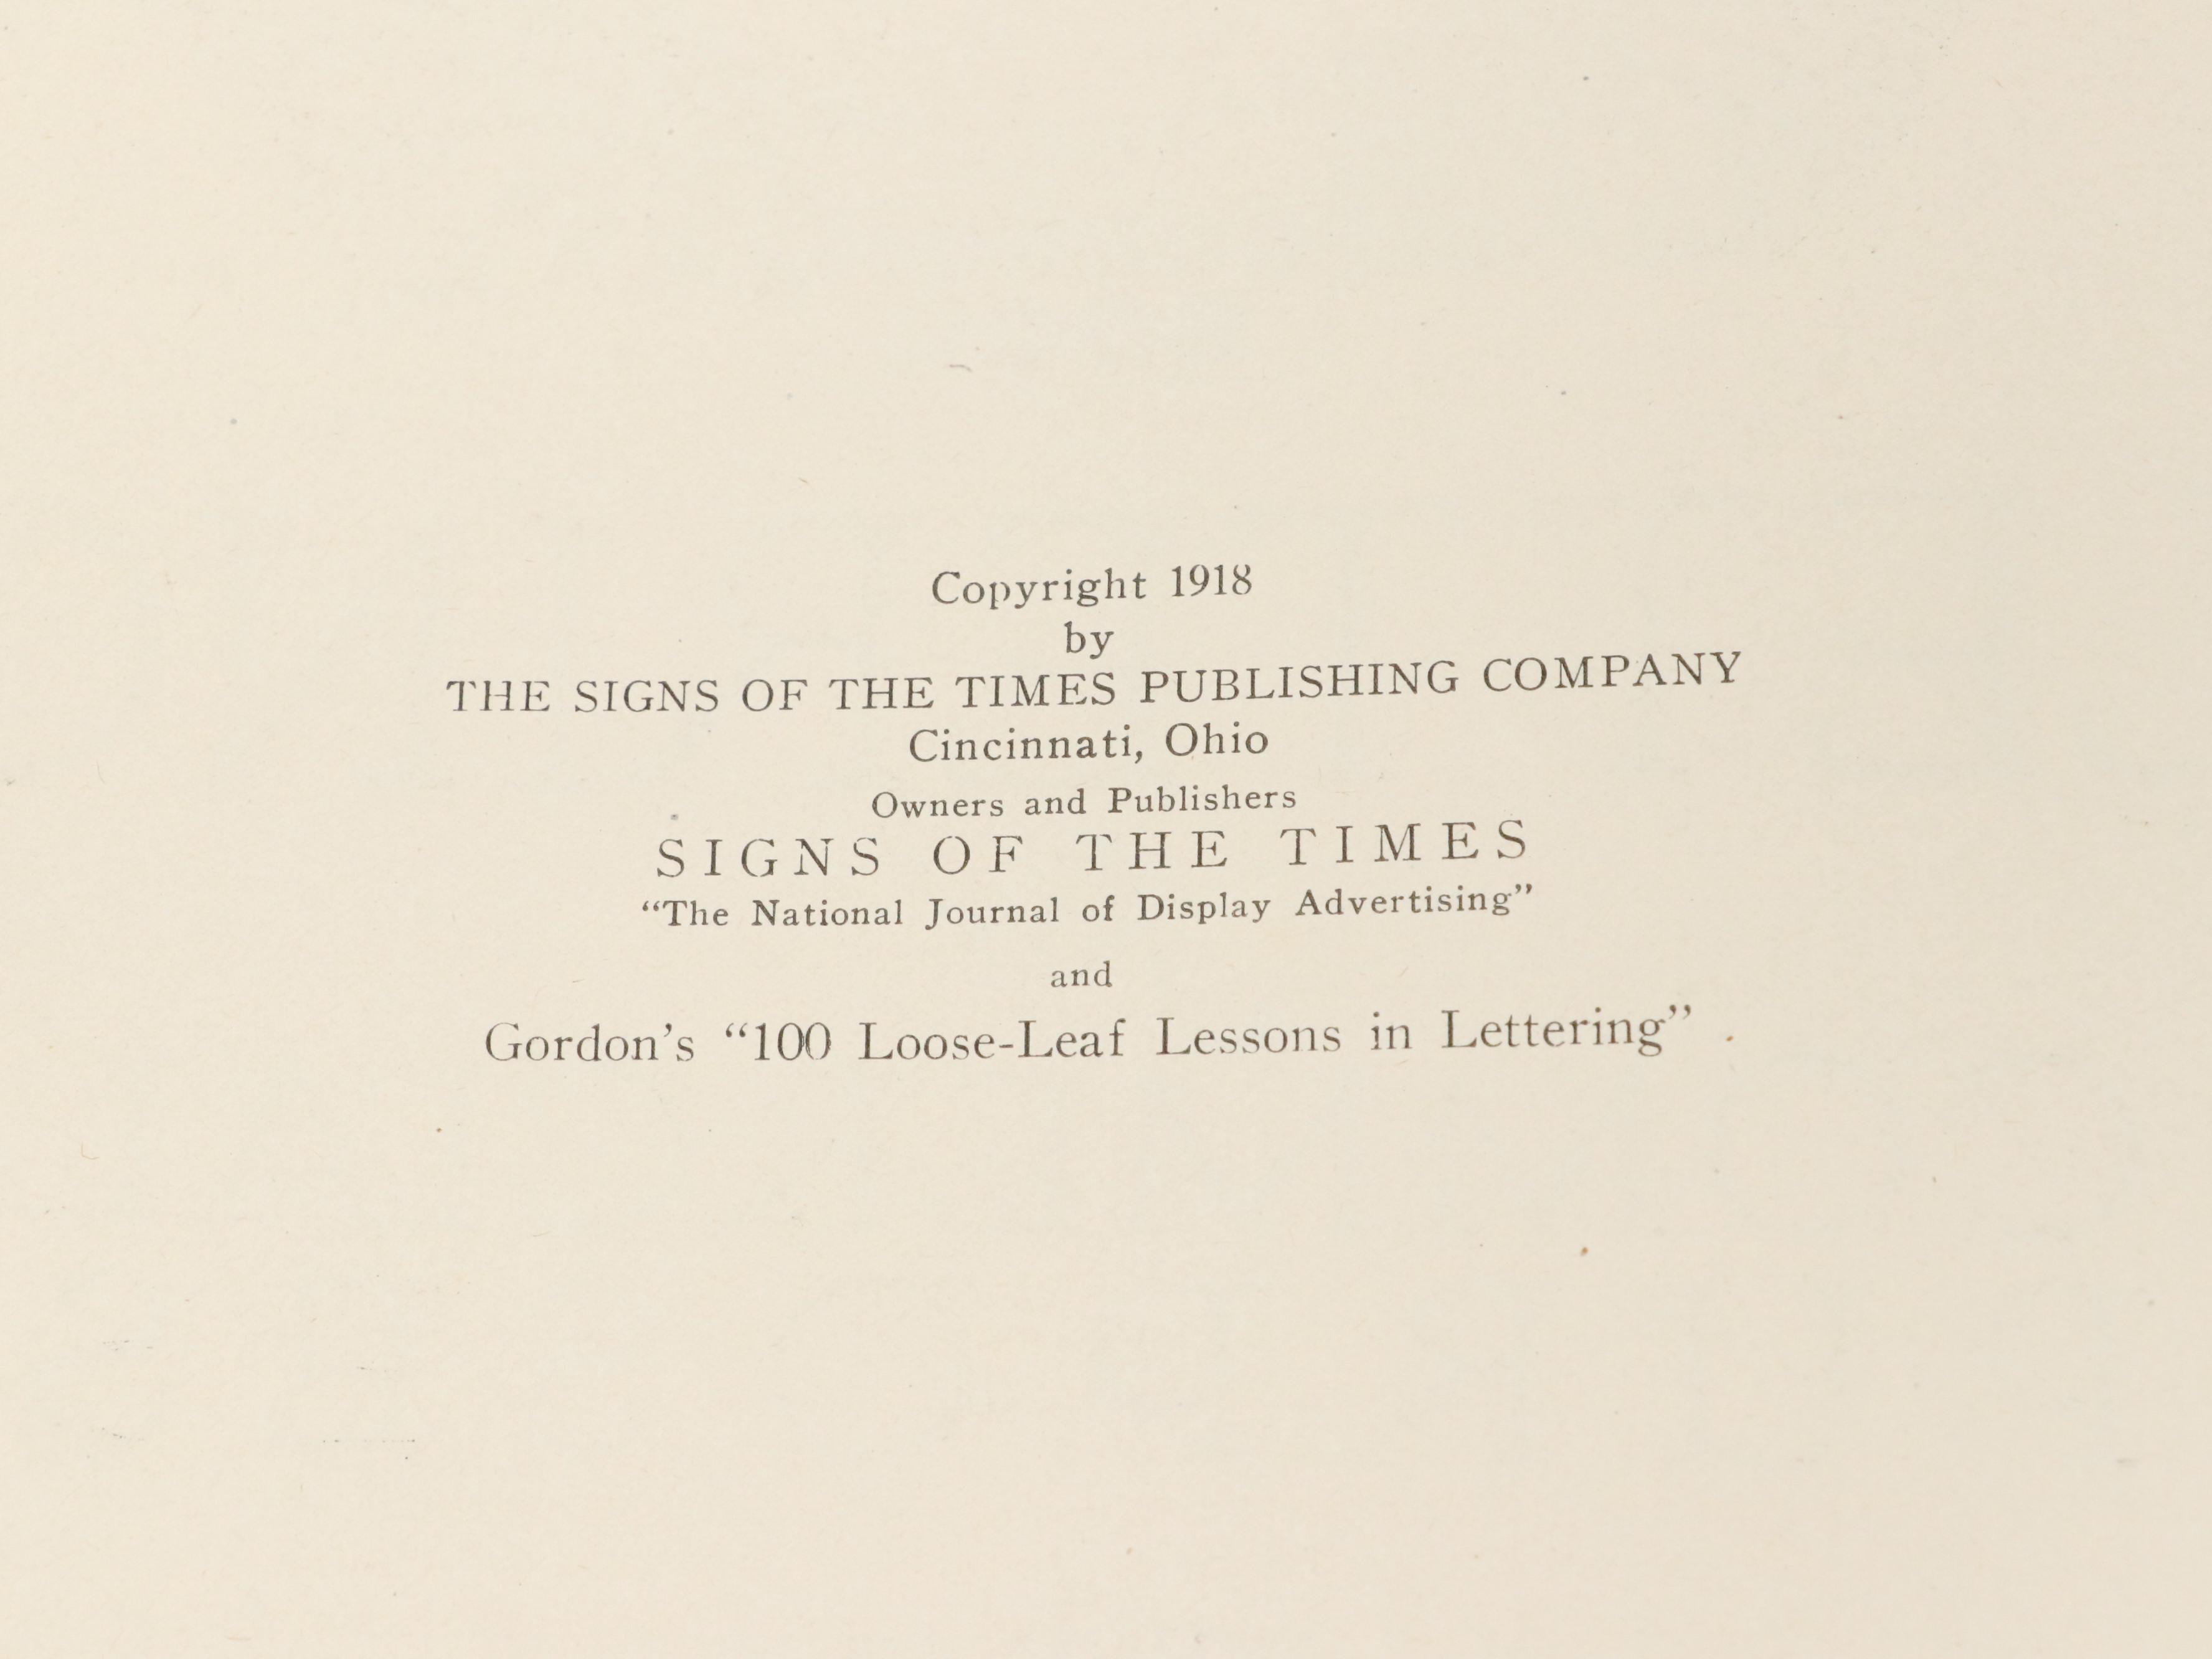 Copyright 1918
by
THE SIGNS OF THE TIMES PUBLISHING COMPANY
Cincinnati, Ohio
Owners and Publishers
SIGNS OF THE TIMES
“The National Journal of Display Advertising”
and
Gordon’s “100 Loose-Leaf Lessons in Lettering”